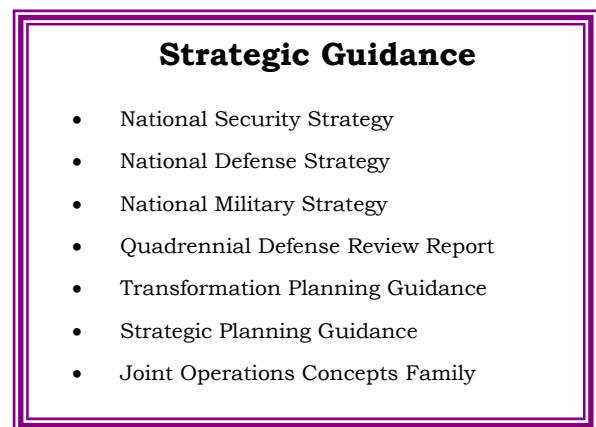 Strategic Guidance
• National Security Strategy
• National Defense Strategy
• National Military Strategy
• Quadrennial Defense Review Report
• Transformation Planning Guidance
• Strategic Planning Guidance
• Joint Operations Concepts Family